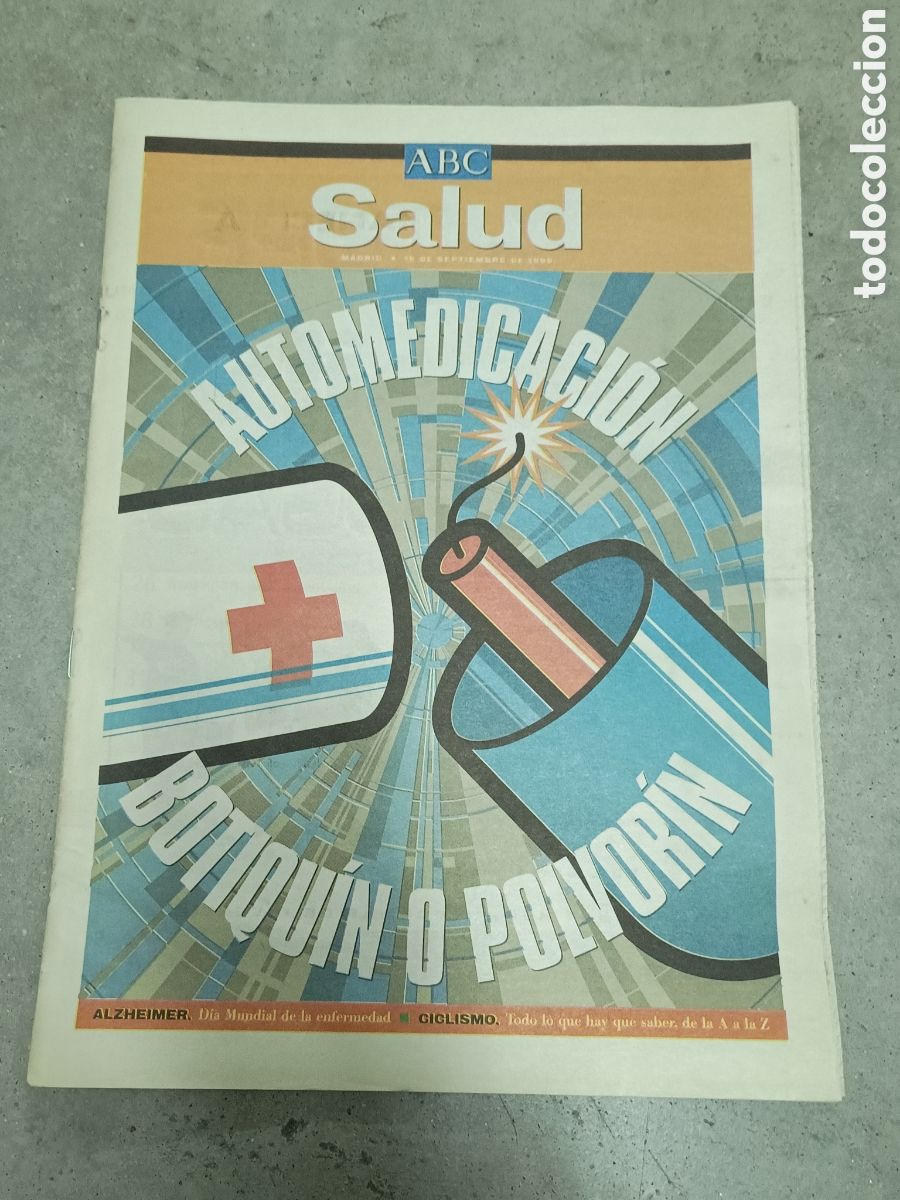 ABC
Salud
AUTOMEDICACIÓN
BOTIQUÍN O POLVORÍN
ALZHEIMER. Día Mundial de la enfermedad ■ CICLISMO. Todo lo que hay que saber, de la A a la Z
todocoleccion